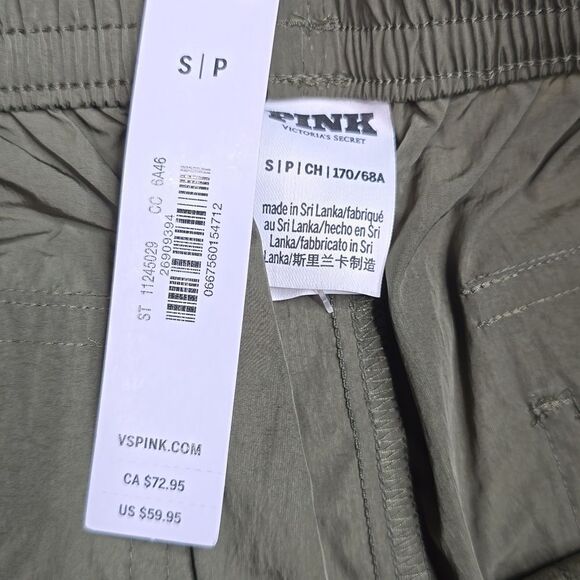 S | P
ST 11245029 CC 6A46
26909394
0667560154712
VSPINK.COM
CA $72.95
US $59.95
PINK
VICTORIA'S SECRET
S | P | CH | 170/68A
made in Sri Lanka/fabriqué
au Sri Lanka/hecho en Sri
Lanka/fabbricato in Sri
Lanka/斯里兰卡制造